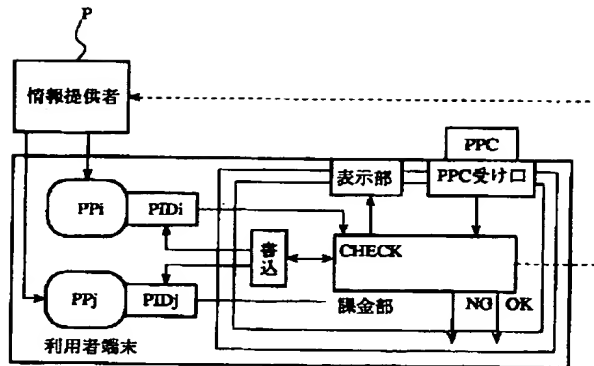 P
情報提供者
PPC
表示部
PPC受け口
PPi
PIDi
書込
CHECK
PPj
PIDj
課金部
NG
OK
利用者端末